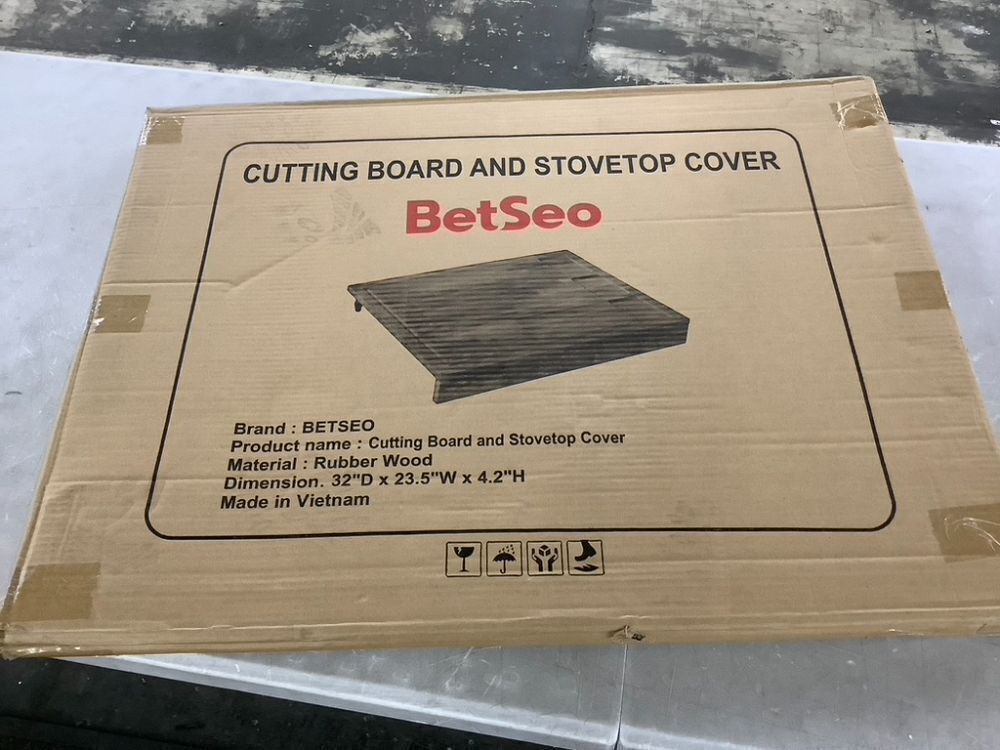 CUTTING BOARD AND STOVETOP COVER
BetSeo
Brand : BETSEO
Product name : Cutting Board and Stovetop Cover
Material : Rubber Wood
Dimension. 32"D x 23.5"W x 4.2"H
Made in Vietnam